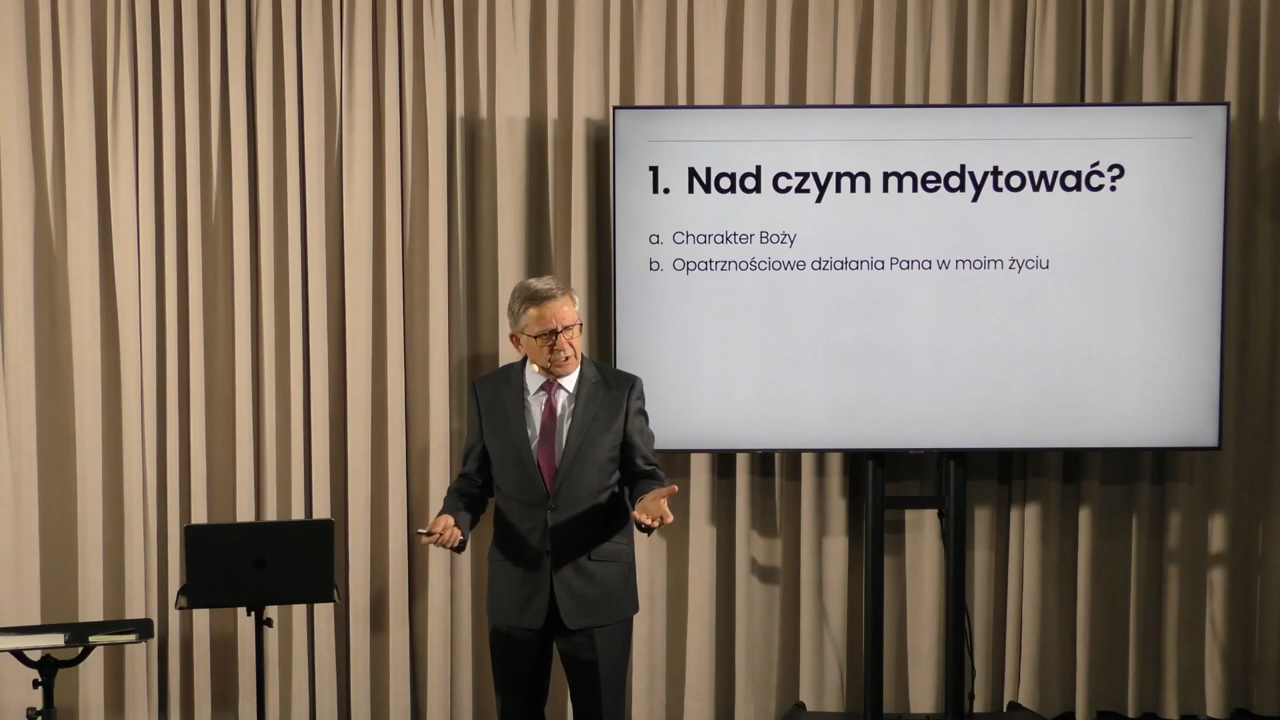 1. Nad czym medytować?
a. Charakter Boży
b. Opatrznościowe działania Pana w moim życiu